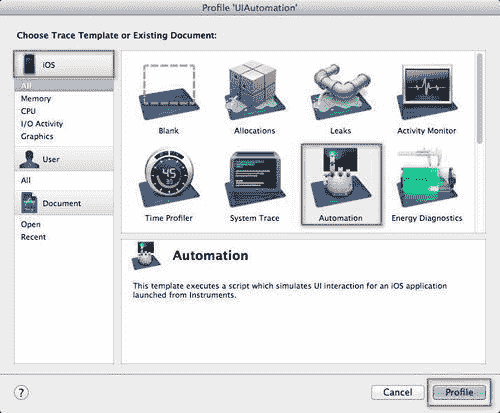 Profile 'UIAutomation'
Choose Trace Template or Existing Document:
iOS
All
Memory
CPU
I/O Activity
Graphics
User
All
Document
Open
Recent
Blank
Allocations
Leaks
Activity Monitor
45
Time Profiler
System Trace
Automation
Energy Diagnostics
Automation
This template executes a script which simulates UI interaction for an iOS application
launched from Instruments.
?
Cancel
Profile